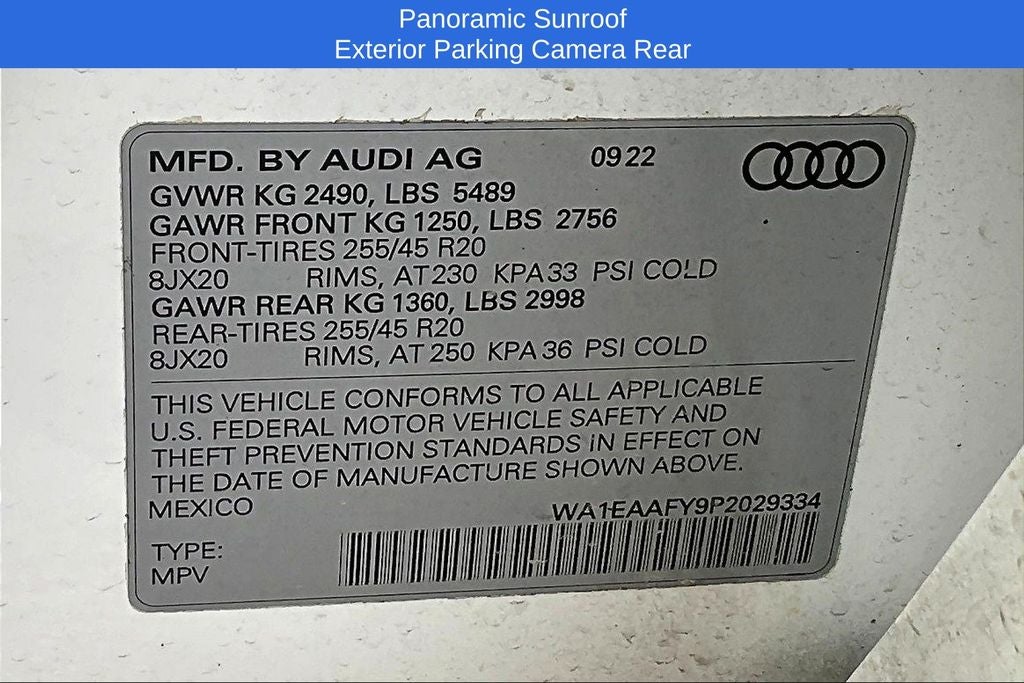 Panoramic Sunroof
Exterior Parking Camera Rear
MFD. BY AUDI AG 09 22
GVWR KG 2490, LBS 5489
GAWR FRONT KG 1250, LBS 2756
FRONT-TIRES 255/45 R20
8JX20 RIMS, AT 230 KPA 33 PSI COLD
GAWR REAR KG 1360, LBS 2998
REAR-TIRES 255/45 R20
8JX20 RIMS, AT 250 KPA 36 PSI COLD
THIS VEHICLE CONFORMS TO ALL APPLICABLE
U.S. FEDERAL MOTOR VEHICLE SAFETY AND
THEFT PREVENTION STANDARDS IN EFFECT ON
THE DATE OF MANUFACTURE SHOWN ABOVE.
MEXICO WA1EAAFY9P2029334
TYPE:
MPV